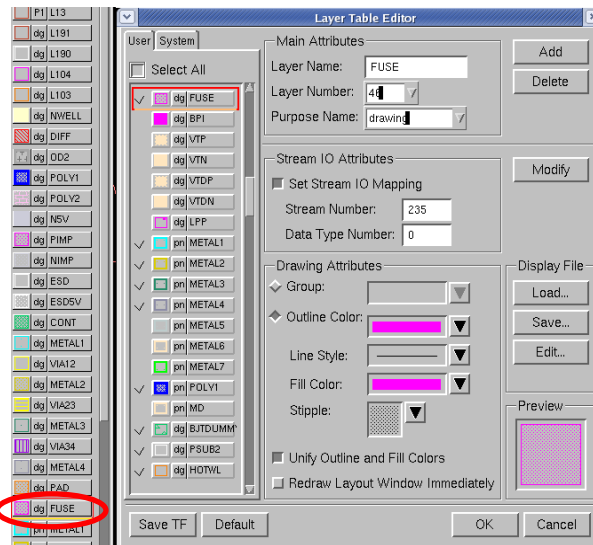 P1 L13
dg L191
dg L190
dg L104
dg L103
dg NWELL
dg DIFF
dg OD2
dg POLY1
dg POLY2
dg N5V
dg PIMP
dg NIMP
dg ESD
dg ESD5V
dg CONT
dg METAL1
dg VIA12
dg METAL2
dg VIA23
dg METAL3
dg VIA34
dg METAL4
dg PAD
dg FUSE
pn METAL1
Layer Table Editor
User System
Select All
dg FUSE
dg BPI
dg VTP
dg VTN
dg VTDP
dg VTDN
dg LPP
pn METAL1
pn METAL2
pn METAL3
pn METAL4
pn METAL5
pn METAL6
pn METAL7
pn POLY1
pn MD
dg BJTDUMMY
dg PSUB2
dg HOTWL
Main Attributes
Layer Name: FUSE
Layer Number: 46
Purpose Name: drawing
Add
Delete
Stream IO Attributes
Set Stream IO Mapping
Stream Number: 235
Data Type Number: 0
Modify
Drawing Attributes
Group:
Outline Color:
Line Style:
Fill Color:
Stipple:
Unify Outline and Fill Colors
Redraw Layout Window Immediately
Display File
Load...
Save...
Edit...
Preview
Save TF Default OK Cancel